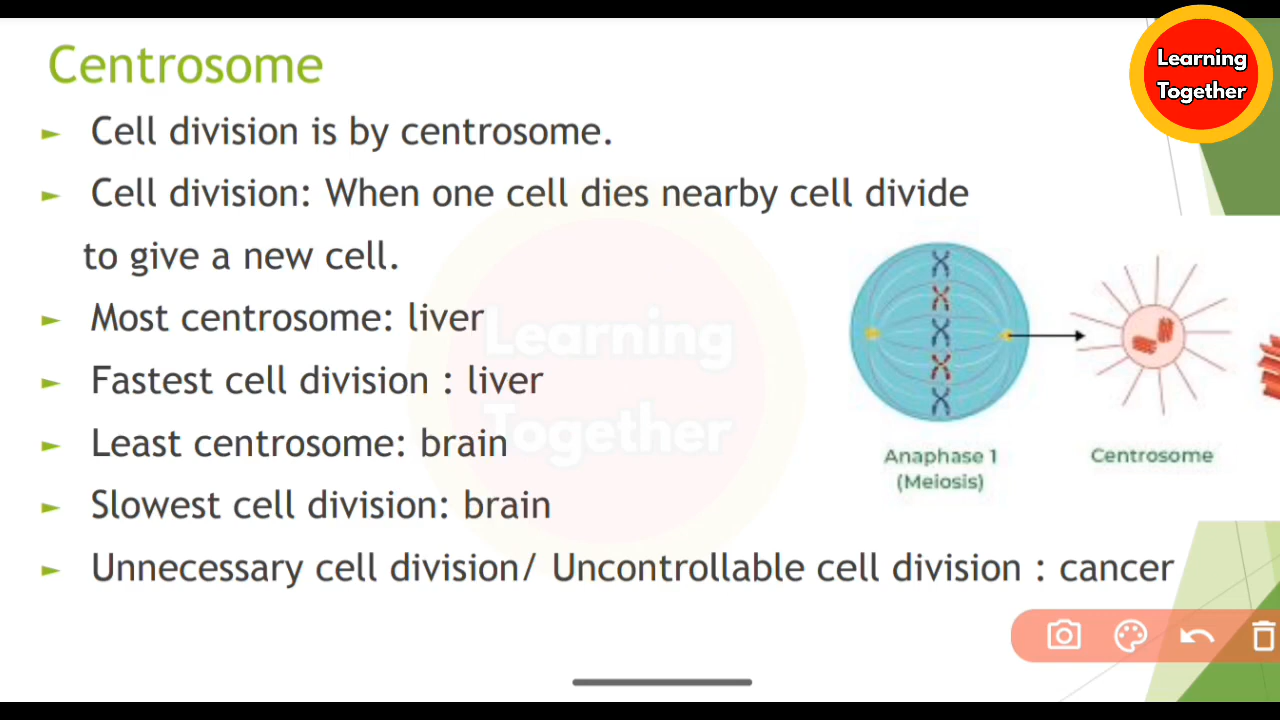 Learning
Together
Centrosome
► Cell division is by centrosome.
► Cell division: When one cell dies nearby cell divide
to give a new cell.
► Most centrosome: liver
► Fastest cell division : liver
► Least centrosome: brain
► Slowest cell division: brain
► Unnecessary cell division/ Uncontrollable cell division : cancer
Learning
Together
Anaphase 1
(Meiosis)
Centrosome